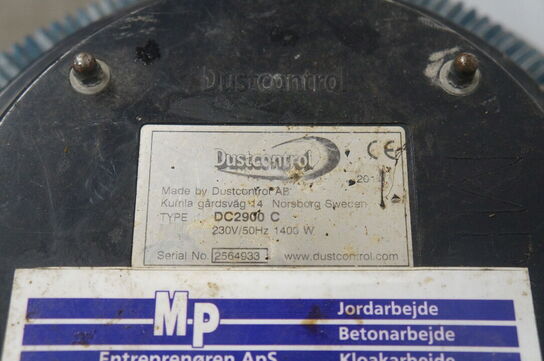 Dustcontrol
Dustcontrol
CE
Made by Dustcontrol AB
Kumla gårdsväg 14 Norsborg Sweden
TYPE DC2900 C
230V/50Hz 1400 W
Serial No. 2564933 www.dustcontrol.com
M·P Jordarbejde
Betonarbejde
Entreprenøren ApS Kloakarbejde